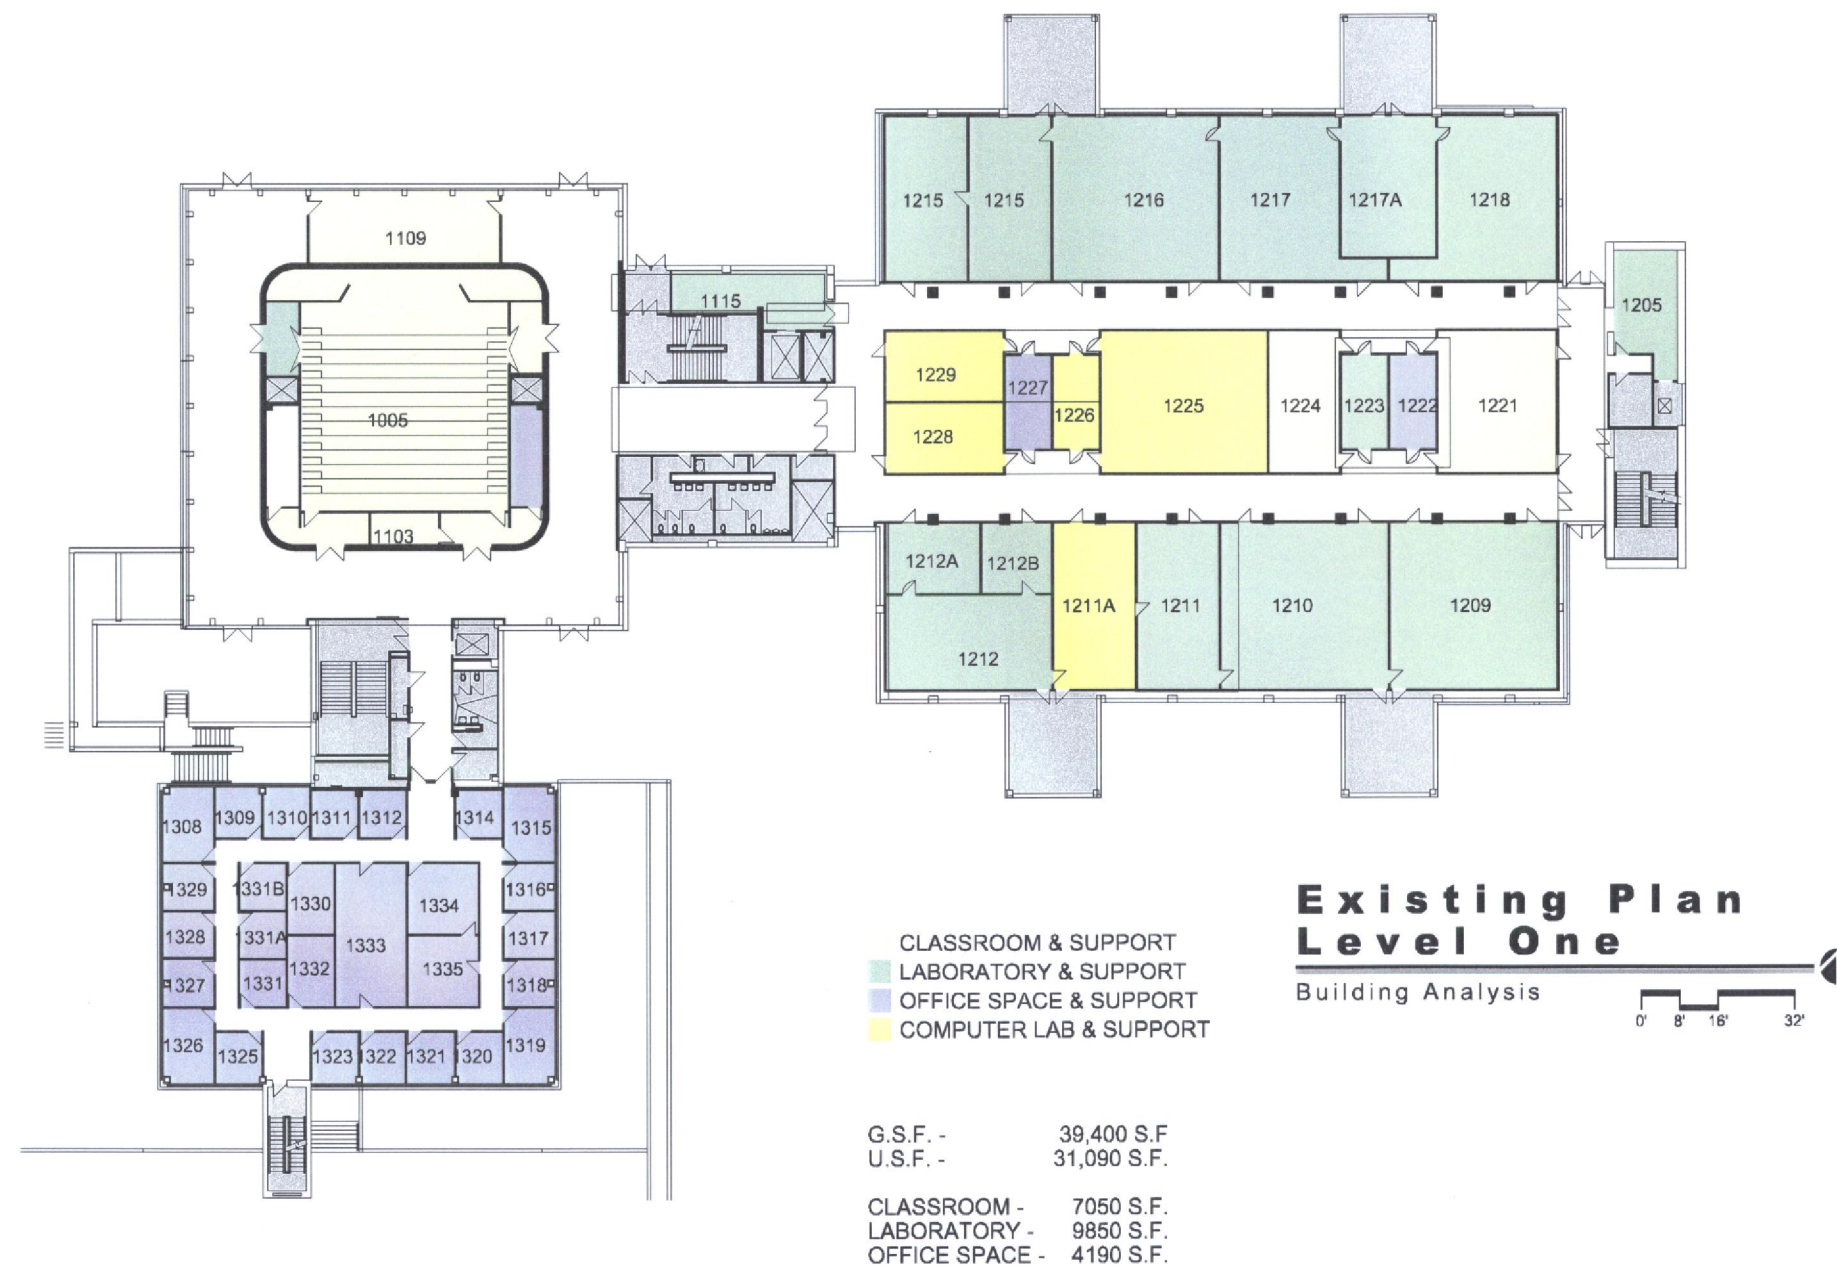 1109
1005
1103
1115
1215
1215
1216
1217
1217A
1218
1205
1229
1228
1227
1226
1225
1224
1223
1222
1221
1212A
1212B
1212
1211A
1211
1210
1209
1308
1309
1310
1311
1312
1314
1315
1329
1331B
1330
1334
1316
1328
1331A
1333
1317
1327
1331
1332
1335
1318
1326
1325
1323
1322
1321
1320
1319
CLASSROOM & SUPPORT
LABORATORY & SUPPORT
OFFICE SPACE & SUPPORT
COMPUTER LAB & SUPPORT
Existing Plan
Level One
Building Analysis
0' 8' 16' 32'
G.S.F. - 39,400 S.F
U.S.F. - 31,090 S.F.
CLASSROOM - 7050 S.F.
LABORATORY - 9850 S.F.
OFFICE SPACE - 4190 S.F.